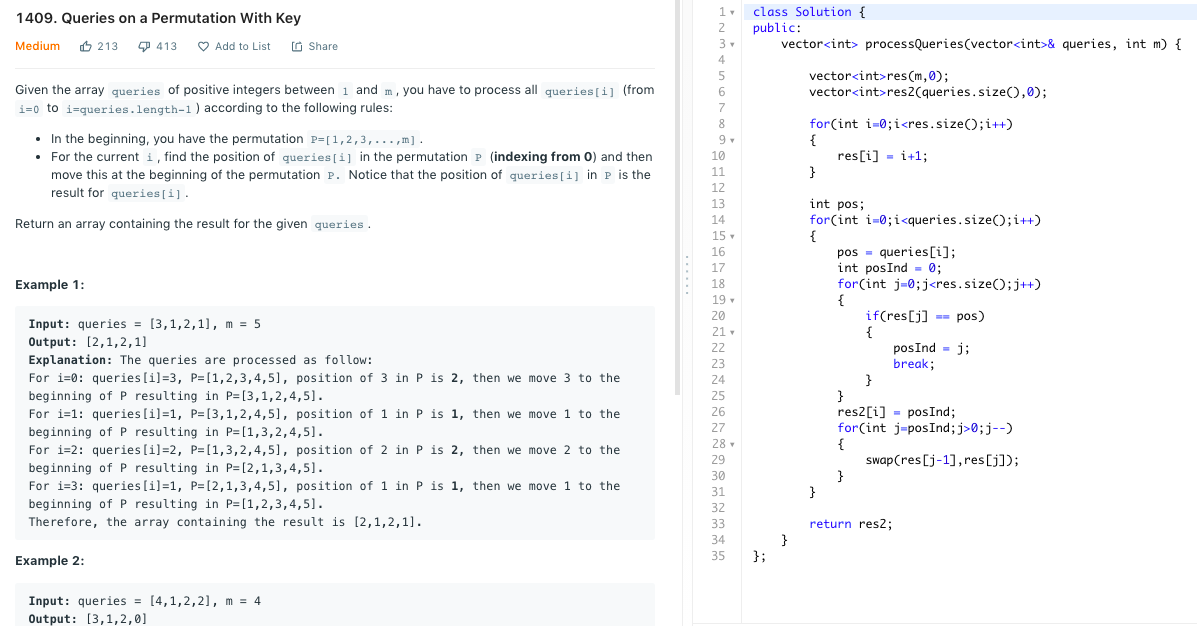 1409. Queries on a Permutation With Key
Medium 213 413 Add to List Share
Given the array queries of positive integers between 1 and m, you have to process all queries[i] (from
i=0 to i=queries.length-1) according to the following rules:
• In the beginning, you have the permutation P=[1,2,3,...,m].
• For the current i, find the position of queries[i] in the permutation P (indexing from 0) and then
move this at the beginning of the permutation P. Notice that the position of queries[i] in P is the
result for queries[i].
Return an array containing the result for the given queries.
Example 1:
Input: queries = [3,1,2,1], m = 5
Output: [2,1,2,1]
Explanation: The queries are processed as follow:
For i=0: queries[i]=3, P=[1,2,3,4,5], position of 3 in P is 2, then we move 3 to the
beginning of P resulting in P=[3,1,2,4,5].
For i=1: queries[i]=1, P=[3,1,2,4,5], position of 1 in P is 1, then we move 1 to the
beginning of P resulting in P=[1,3,2,4,5].
For i=2: queries[i]=2, P=[1,3,2,4,5], position of 2 in P is 2, then we move 2 to the
beginning of P resulting in P=[2,1,3,4,5].
For i=3: queries[i]=1, P=[2,1,3,4,5], position of 1 in P is 1, then we move 1 to the
beginning of P resulting in P=[1,2,3,4,5].
Therefore, the array containing the result is [2,1,2,1].
Example 2:
Input: queries = [4,1,2,2], m = 4
Output: [3,1,2,0]
1 class Solution {
2 public:
3     vector<int> processQueries(vector<int>& queries, int m) {
4
5         vector<int>res(m,0);
6         vector<int>res2(queries.size(),0);
7
8         for(int i=0;i<res.size();i++)
9         {
10             res[i] = i+1;
11         }
12
13         int pos;
14         for(int i=0;i<queries.size();i++)
15         {
16             pos = queries[i];
17             int posInd = 0;
18             for(int j=0;j<res.size();j++)
19             {
20                 if(res[j] == pos)
21                 {
22                     posInd = j;
23                     break;
24                 }
25             }
26             res2[i] = posInd;
27             for(int j=posInd;j>0;j--)
28             {
29                 swap(res[j-1],res[j]);
30             }
31         }
32
33         return res2;
34     }
35 };